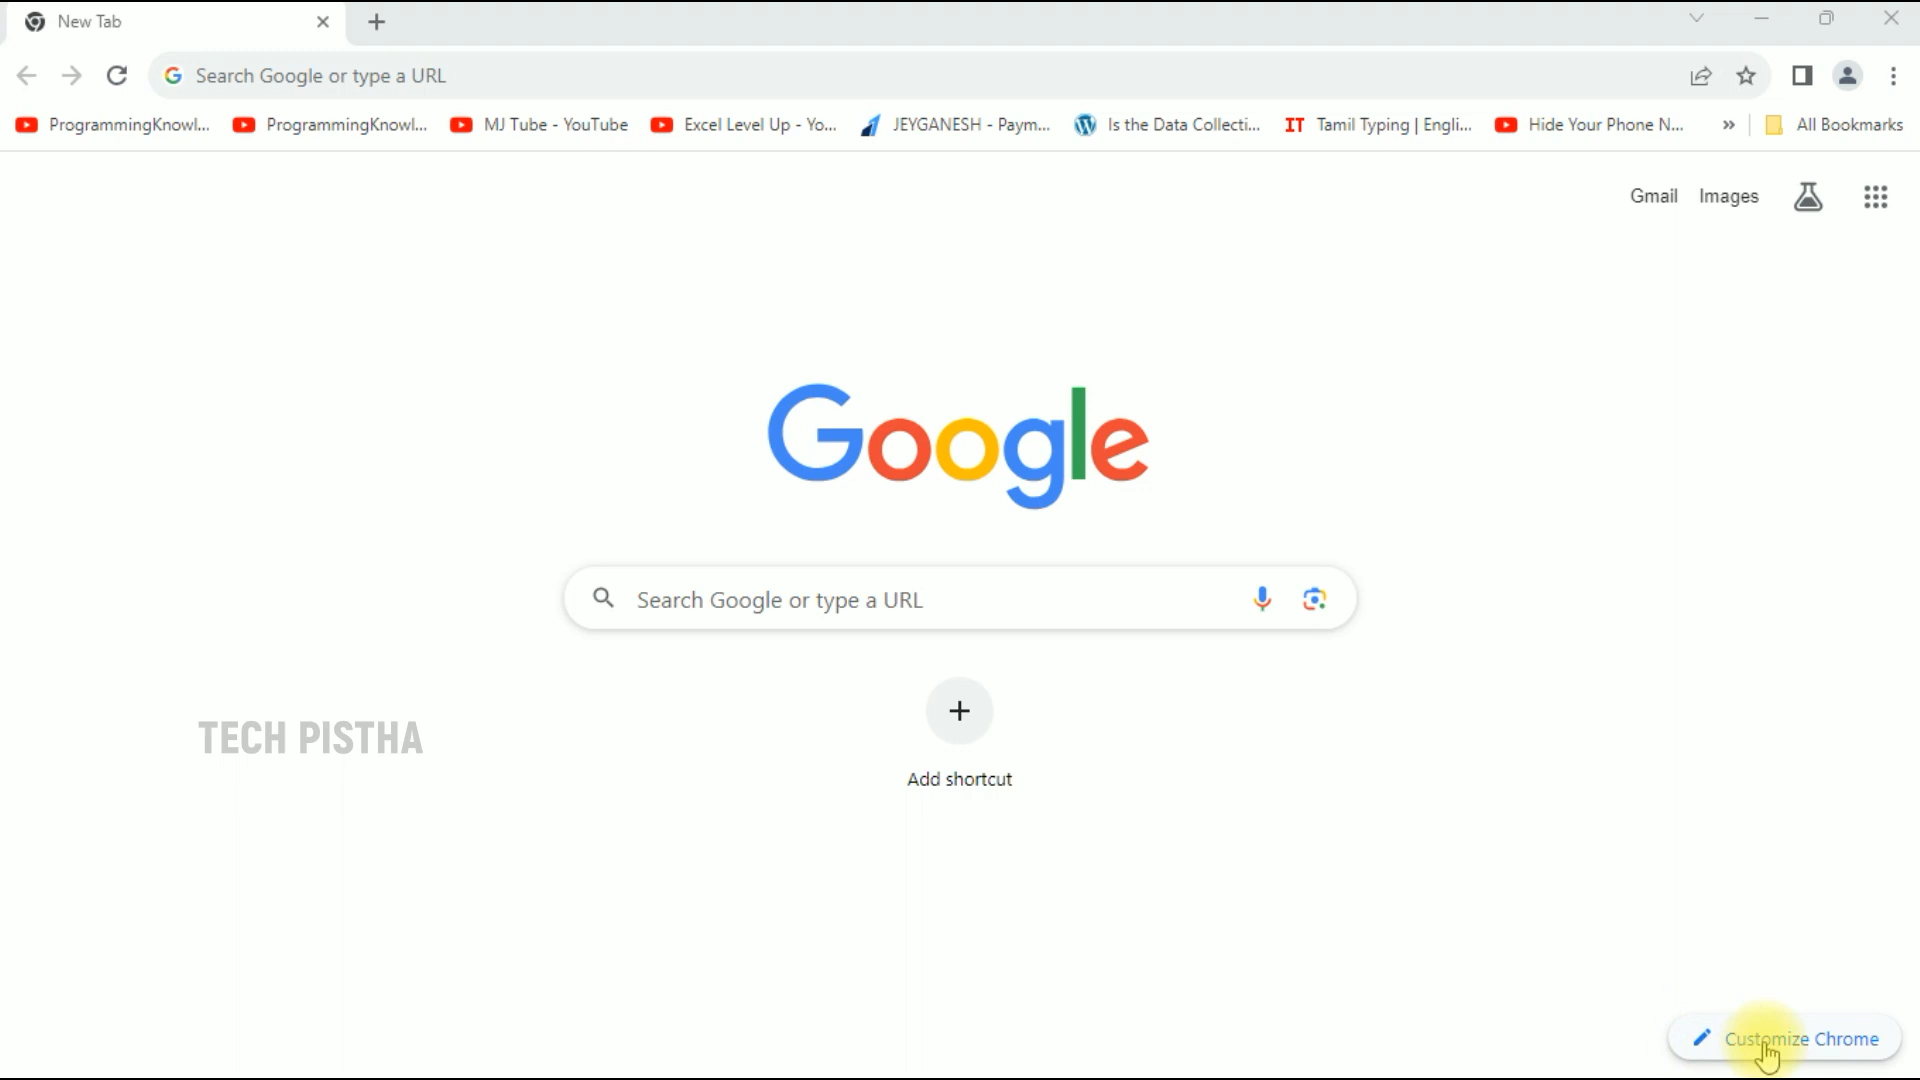 New Tab
Search Google or type a URL
ProgrammingKnowl... ProgrammingKnowl... MJ Tube - YouTube Excel Level Up - Yo... JEYGANESH - Paym... Is the Data Collecti... IT Tamil Typing | Engli... Hide Your Phone N... » All Bookmarks
Gmail Images
Google
Search Google or type a URL
TECH PISTHA
Add shortcut
Customize Chrome